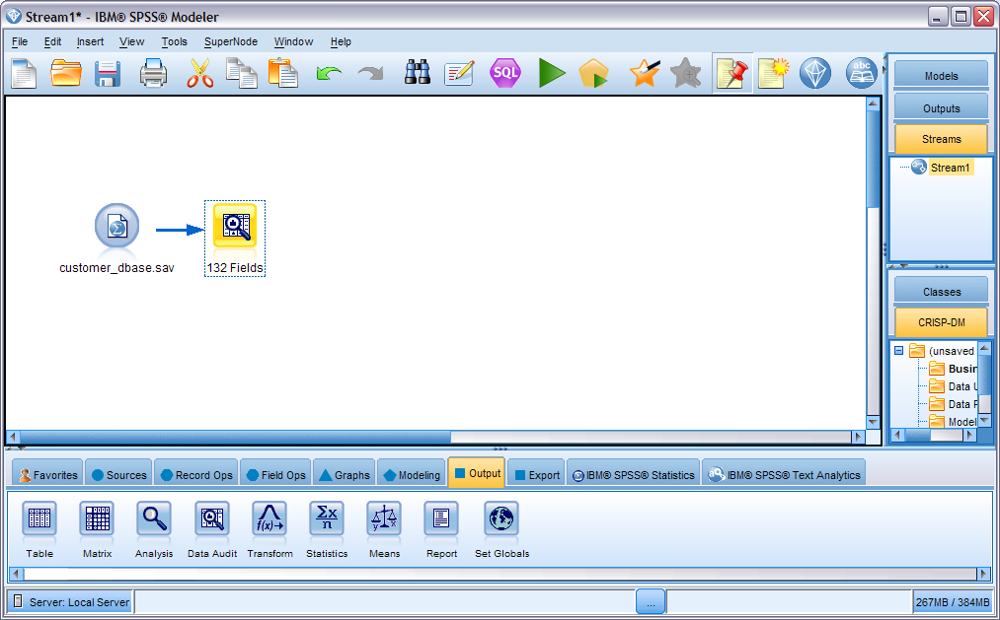 Stream1* - IBM® SPSS® Modeler
File Edit Insert View Tools SuperNode Window Help
SQL
abc
Models
Outputs
Streams
Stream1
customer_dbase.sav
132 Fields
Classes
CRISP-DM
(unsaved
Busin
Data U
Data P
Model
Favorites Sources Record Ops Field Ops Graphs Modeling Output Export IBM® SPSS® Statistics IBM® SPSS® Text Analytics
f(x)
Σx
n
y x
Table Matrix Analysis Data Audit Transform Statistics Means Report Set Globals
Server: Local Server ... 267MB / 384MB